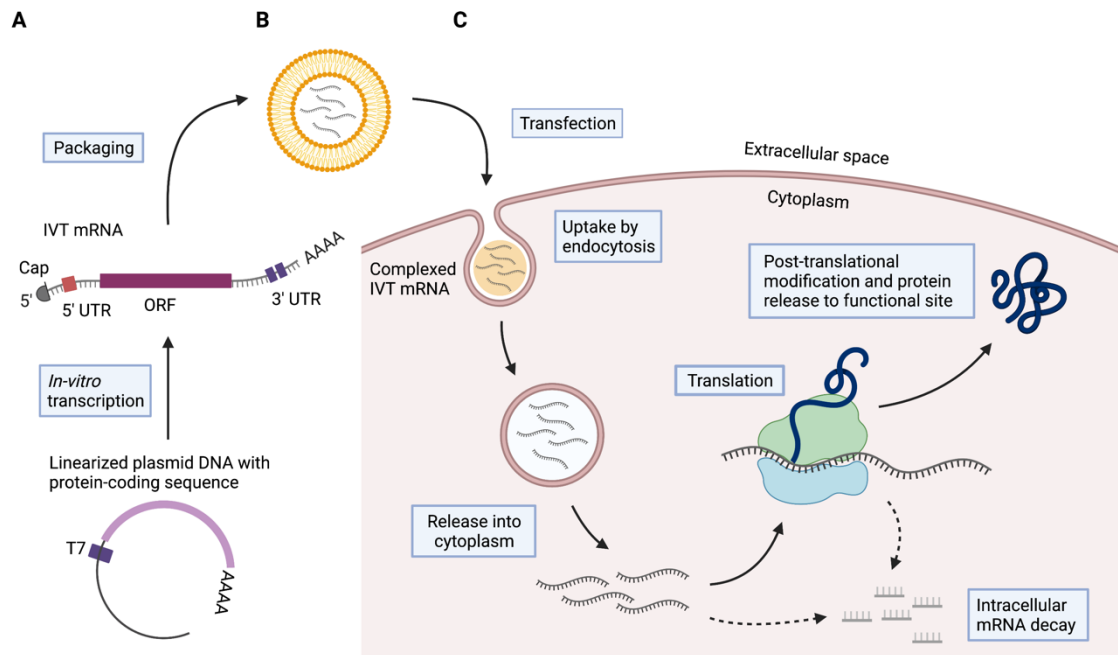 A
B
C
Packaging
Transfection
Extracellular space
Cytoplasm
IVT mRNA
Cap
5'
5' UTR
ORF
3' UTR
AAAA
Uptake by
endocytosis
Complexed
IVT mRNA
Post-translational
modification and protein
release to functional site
In-vitro
transcription
Translation
Linearized plasmid DNA with
protein-coding sequence
T7
AAAA
Release into
cytoplasm
Intracellular
mRNA decay